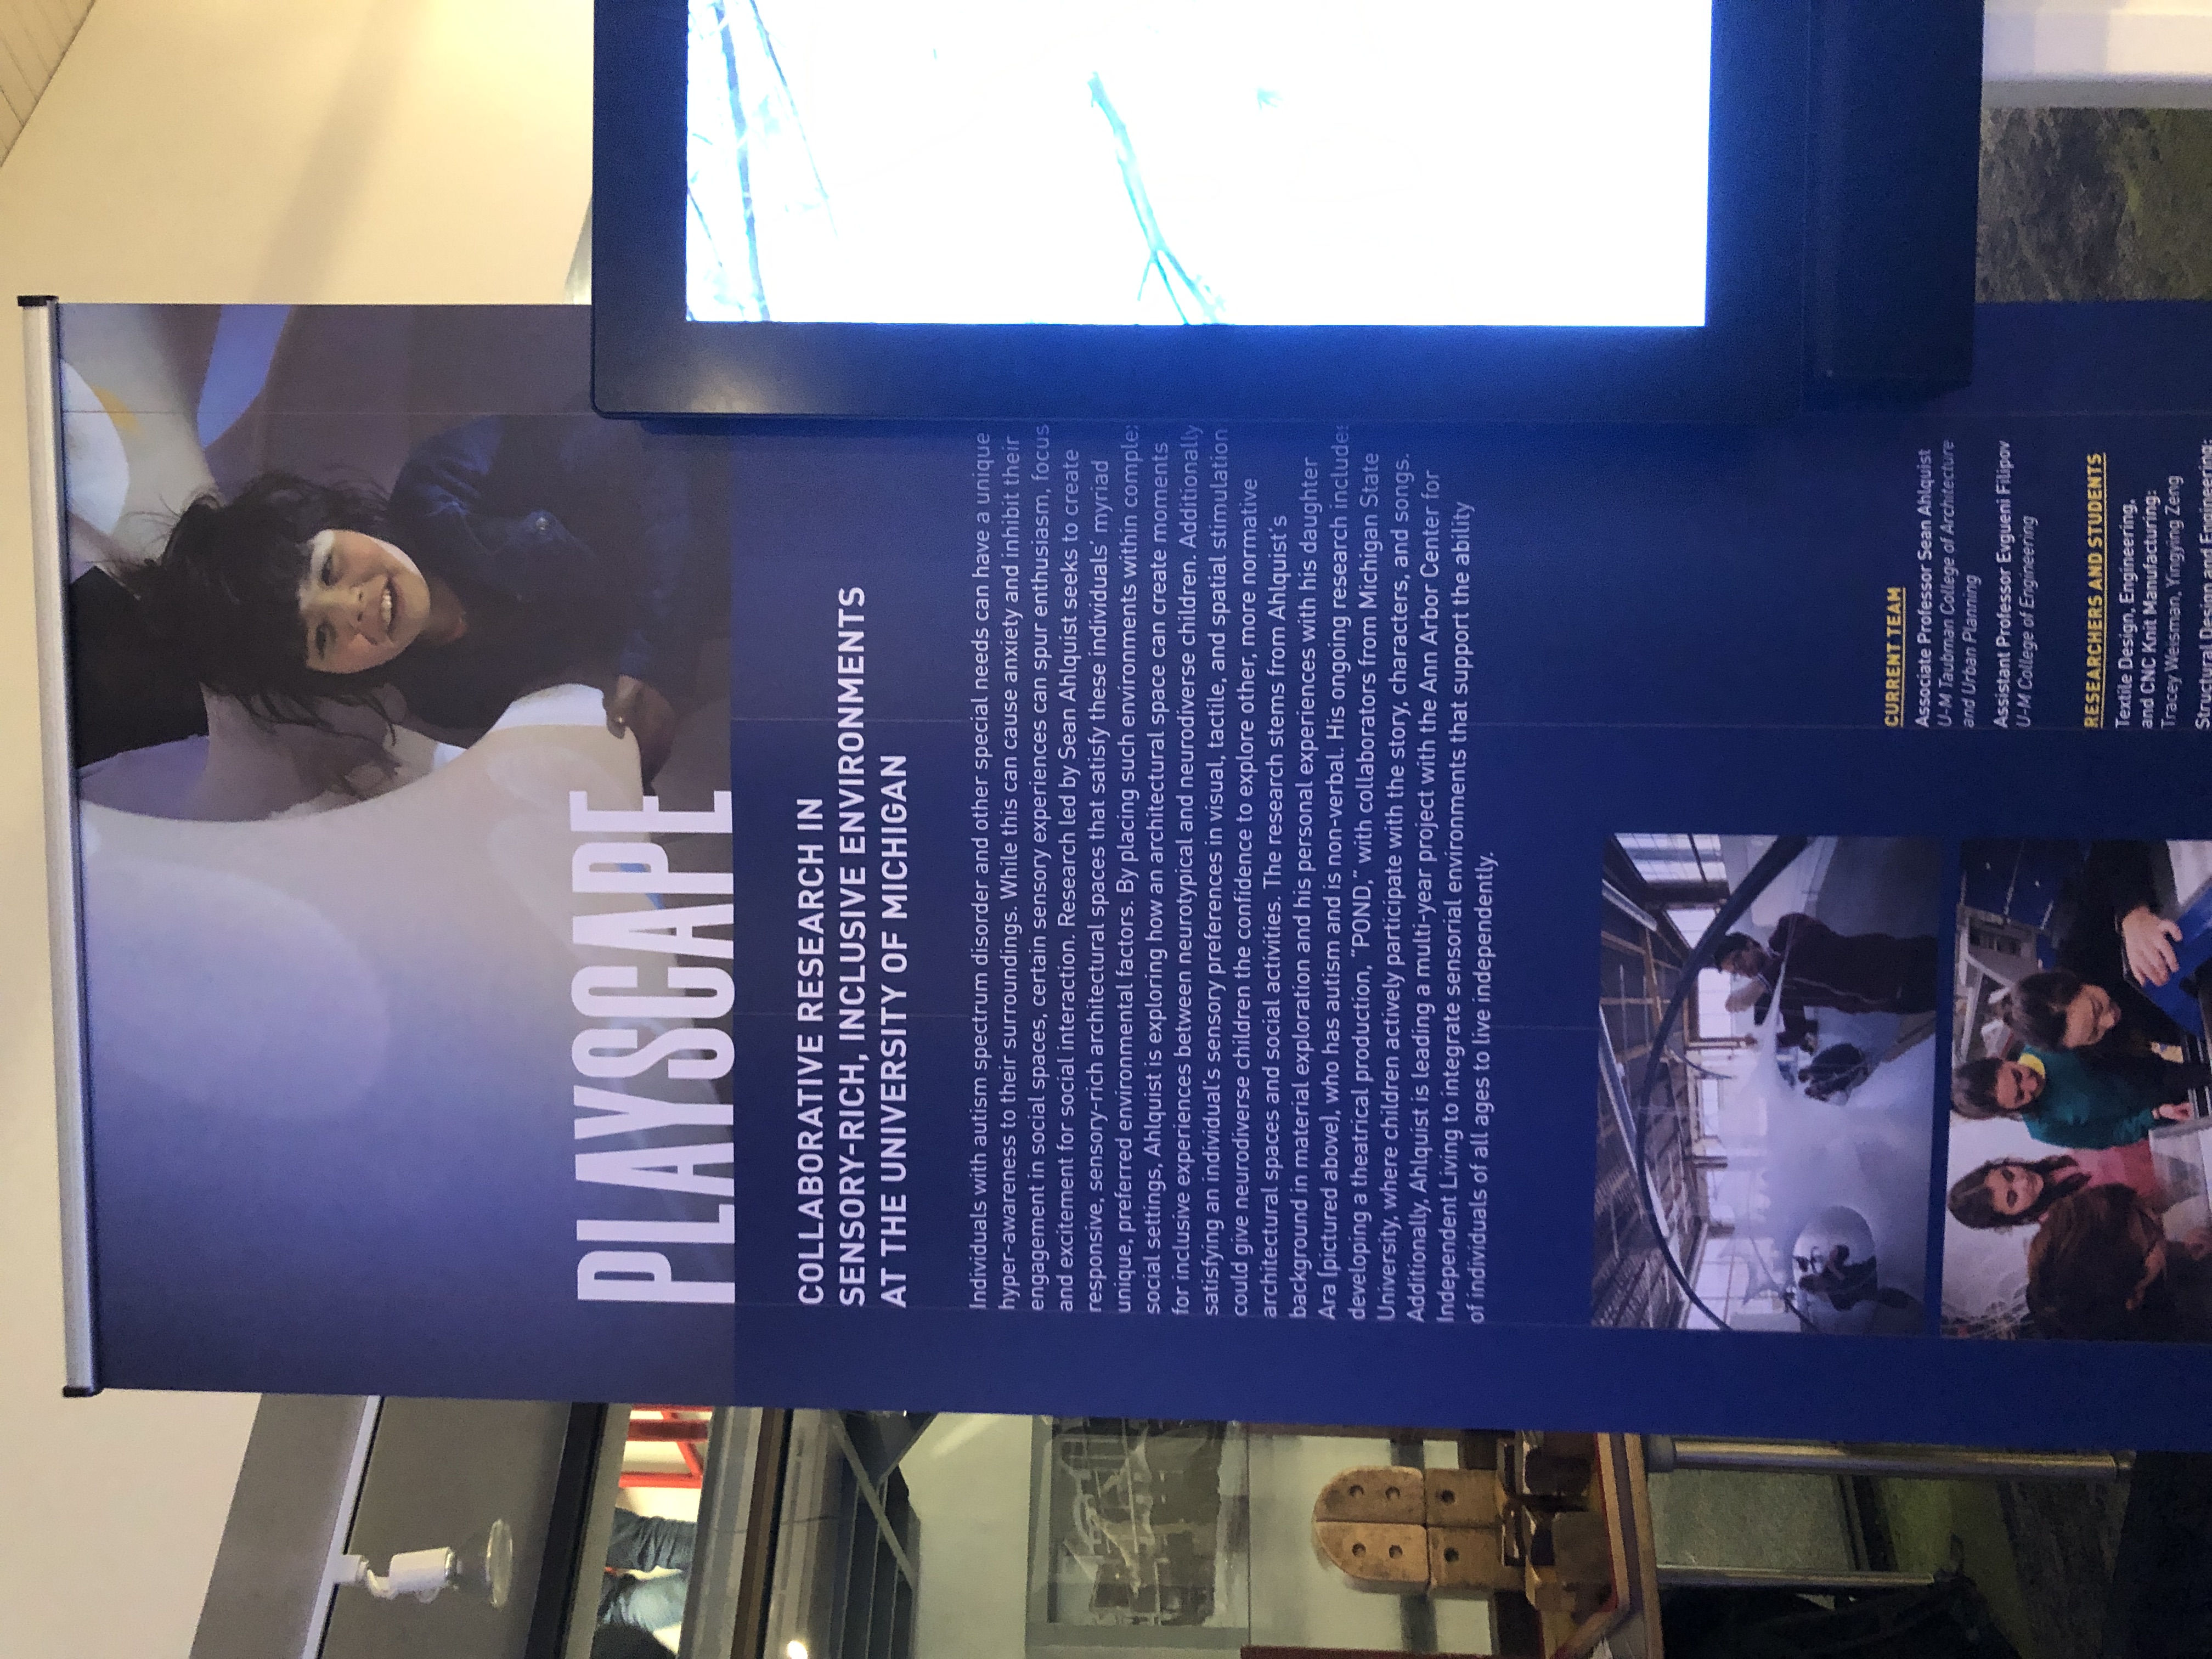 PLAYSCAPE
COLLABORATIVE RESEARCH IN
SENSORY-RICH, INCLUSIVE ENVIRONMENTS
AT THE UNIVERSITY OF MICHIGAN
Individuals with autism spectrum disorder and other special needs can have a unique
hyper-awareness to their surroundings. While this can cause anxiety and inhibit their
engagement in social spaces, certain sensory experiences can spur enthusiasm, focus
and excitement for social interaction. Research led by Sean Ahlquist seeks to create
responsive, sensory-rich architectural spaces that satisfy these individuals' myriad
unique, preferred environmental factors. By placing such environments within comple
social settings, Ahlquist is exploring how an architectural space can create moments
for inclusive experiences between neurotypical and neurodiverse children. Additionally
satisfying an individual's sensory preferences in visual, tactile, and spatial stimulation
could give neurodiverse children the confidence to explore other, more normative
architectural spaces and social activities. The research stems from Ahlquist's
background in material exploration and his personal experiences with his daughter
Ara (pictured above), who has autism and is non-verbal. His ongoing research includes
developing a theatrical production, “POND,” with collaborators from Michigan State
University, where children actively participate with the story, characters, and songs.
Additionally, Ahlquist is leading a multi-year project with the Ann Arbor Center for
Independent Living to integrate sensorial environments that support the ability
of individuals of all ages to live independently.
CURRENT TEAM
Associate Professor Sean Ahlquist
U-M Taubman College of Architecture
and Urban Planning
Assistant Professor Evgueni Filipov
U-M College of Engineering
RESEARCHERS AND STUDENTS
Textile Design, Engineering,
and CNC Knit Manufacturing:
Tracey Weisman, Yingying Zeng
Structural Design and Engineering: